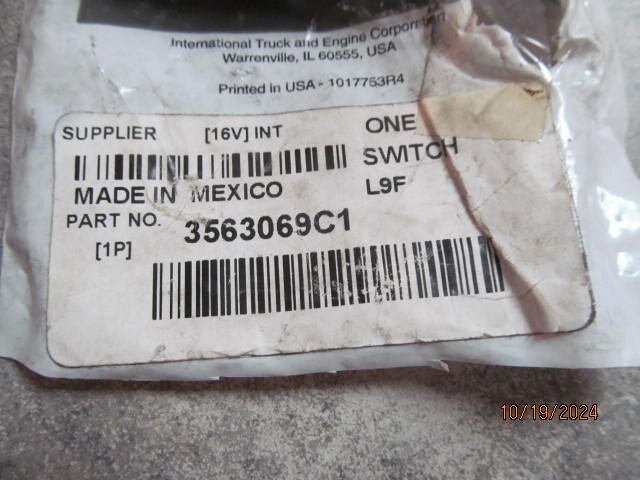 International Truck and Engine Corporation
Warrenville, IL 60555, USA
Printed in USA - 1017753R4
SUPPLIER [16V] INT
ONE
SWITCH
MADE IN MEXICO
L9F
PART NO. 3563069C1
[1P]
10/19/2024